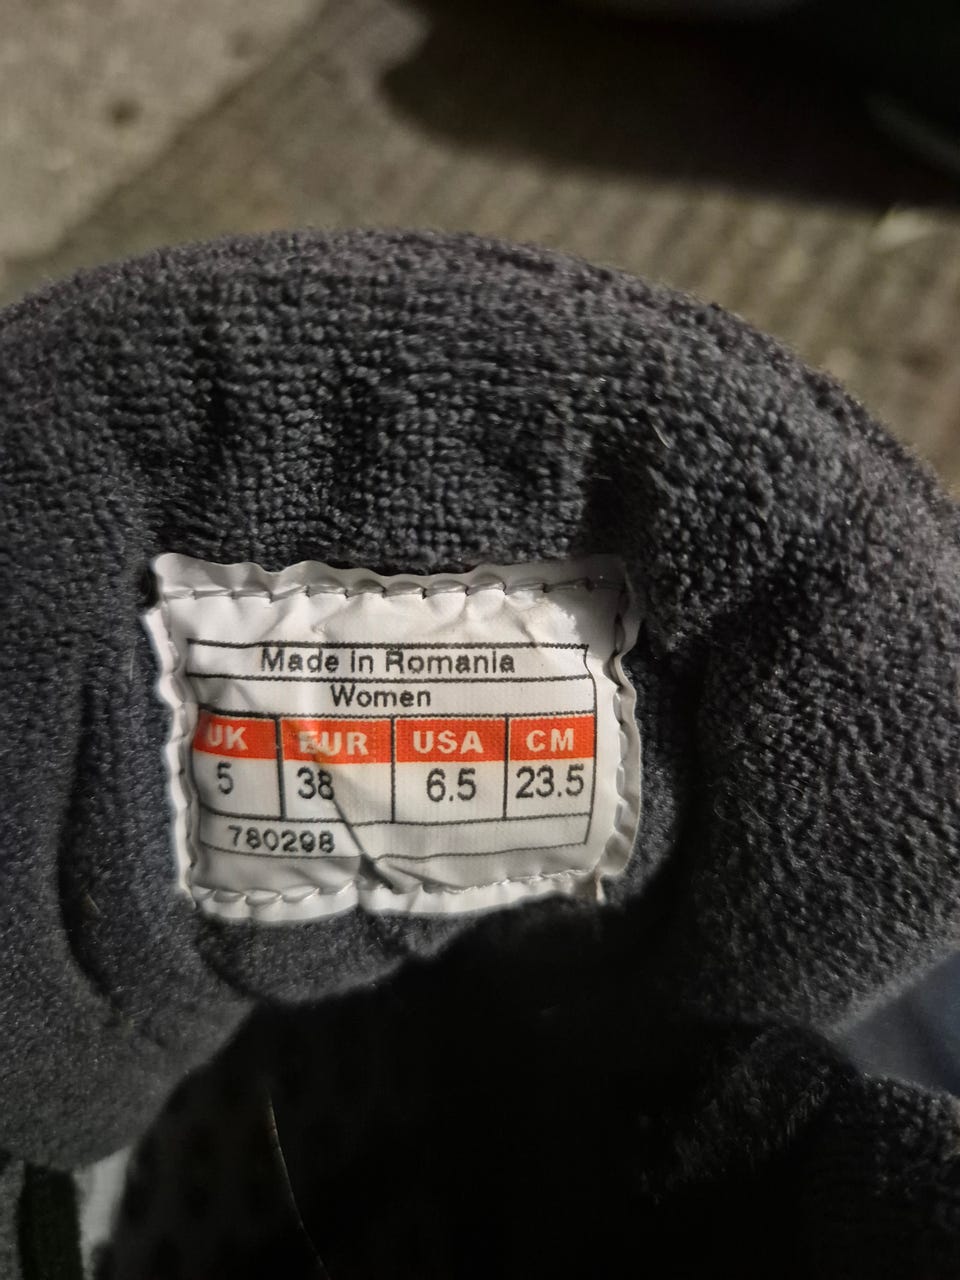 Made in Romania
Women
UK EUR USA CM
5 38 6.5 23.5
780298